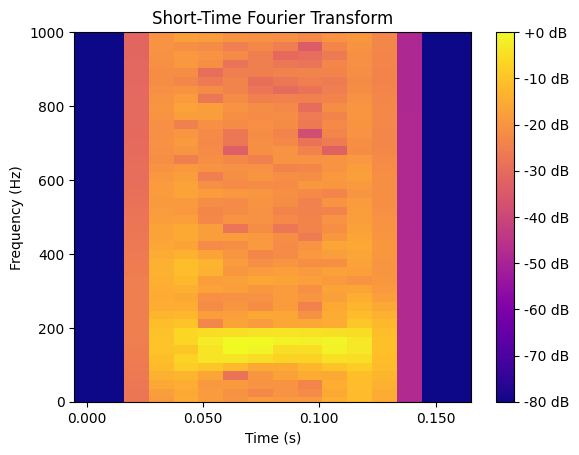 Short-Time Fourier Transform
Frequency (Hz)
1000
800
600
400
200
0
0.000
0.050
0.100
0.150
Time (s)
+0 dB
-10 dB
-20 dB
-30 dB
-40 dB
-50 dB
-60 dB
-70 dB
-80 dB